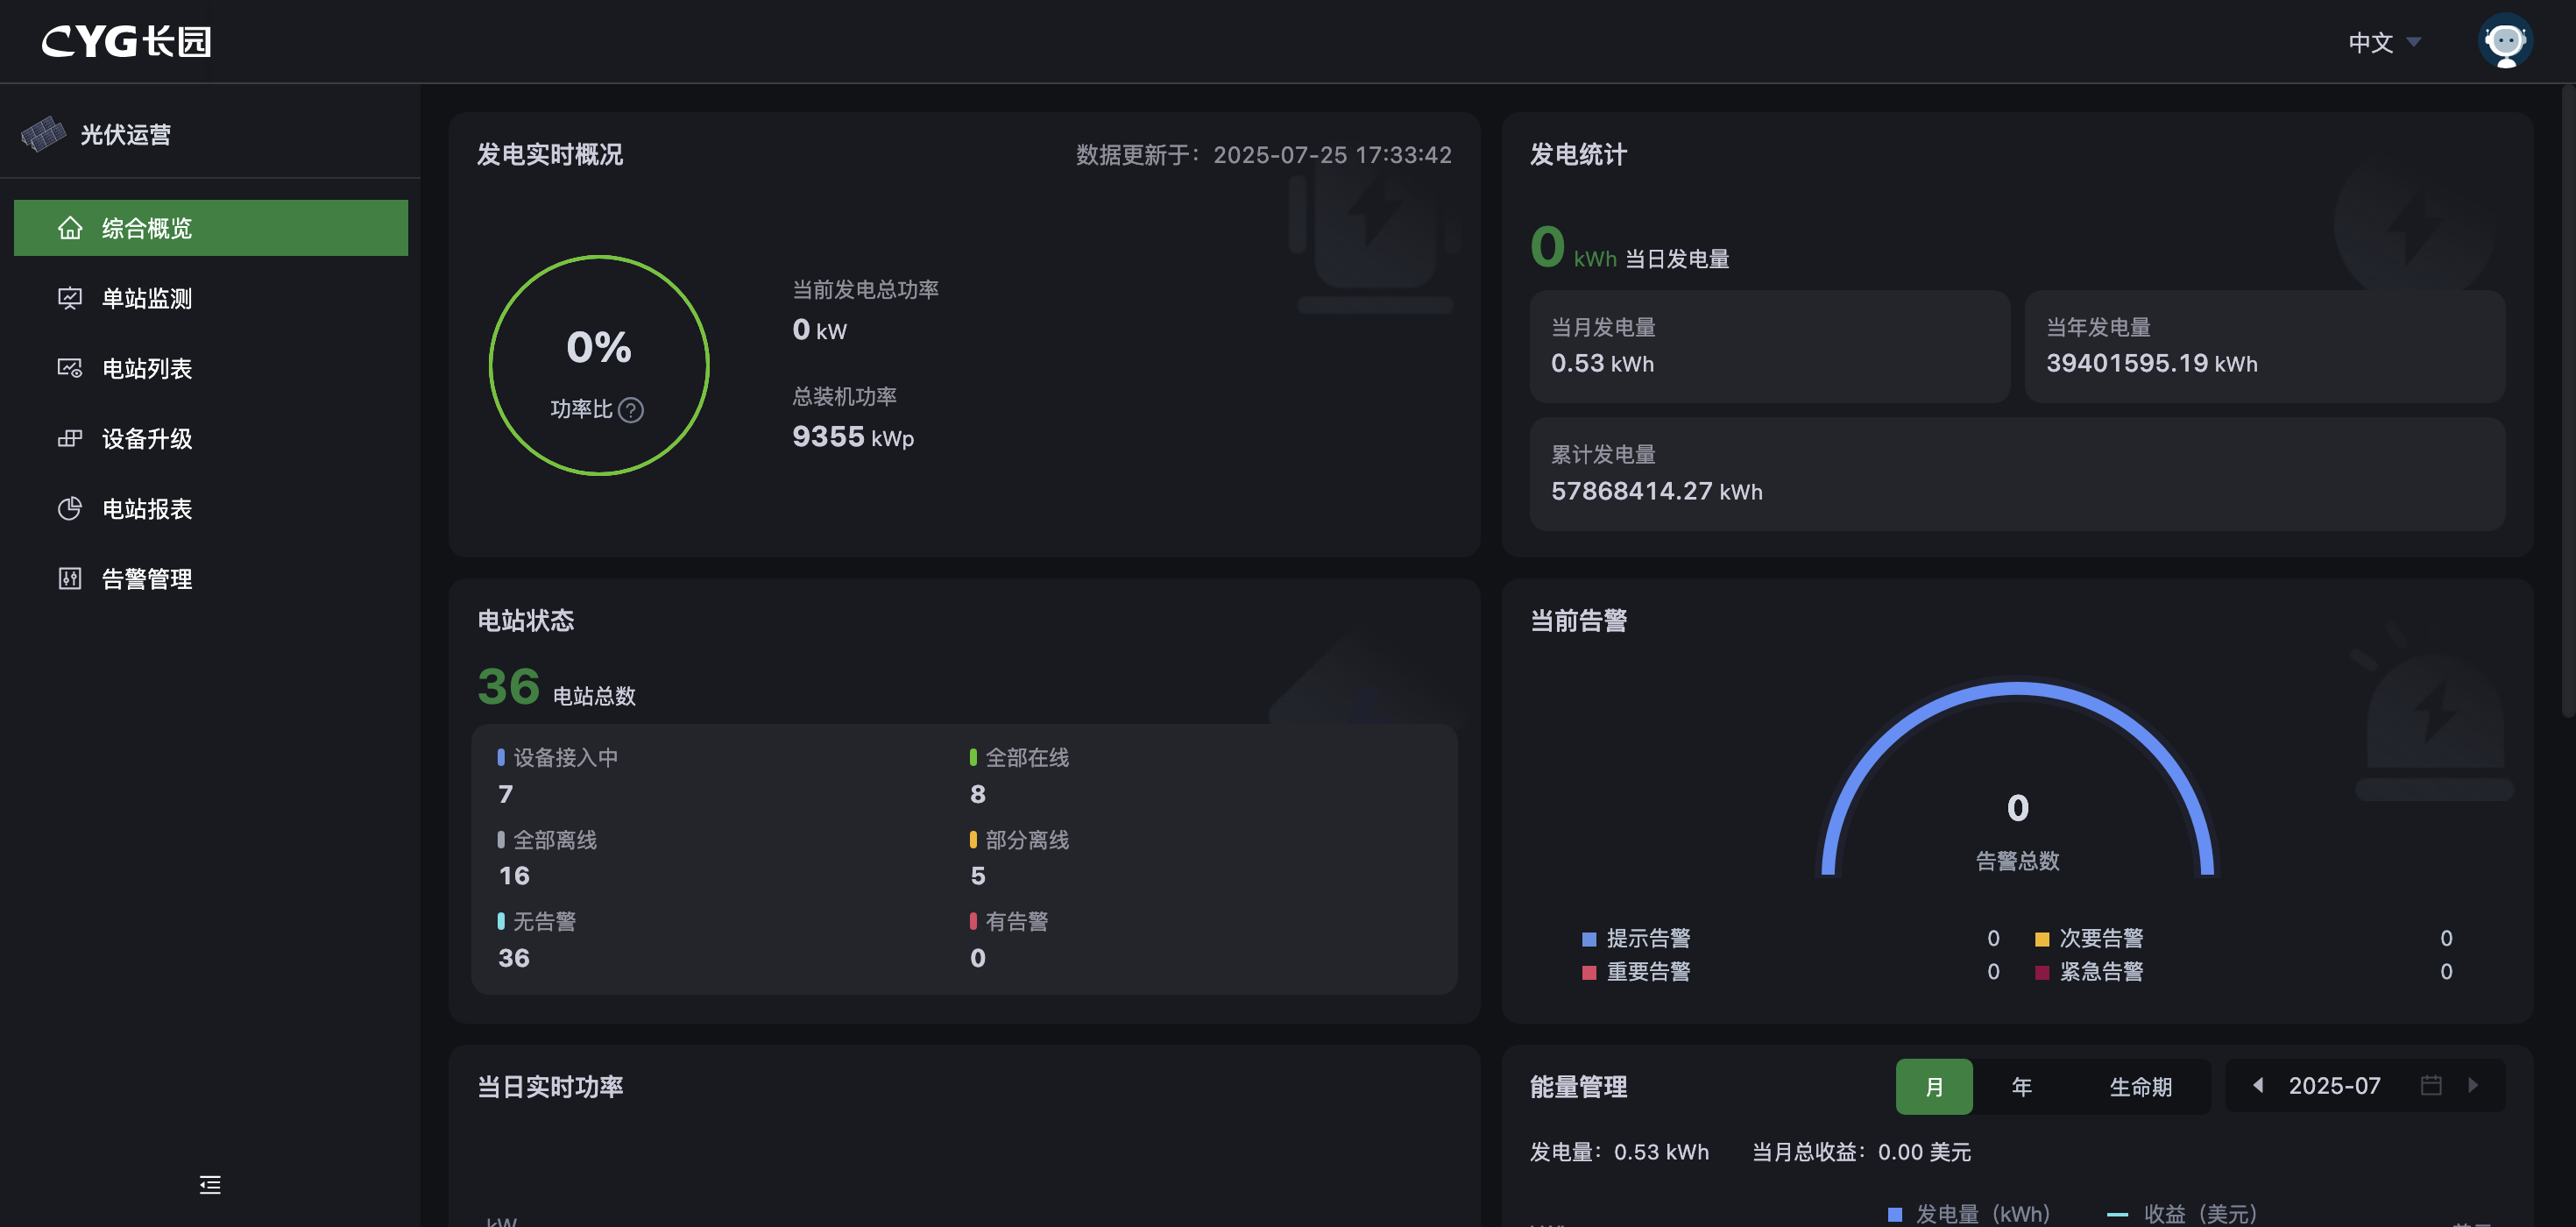 CYG长园
中文
光伏运营
综合概览
单站监测
电站列表
设备升级
电站报表
告警管理
发电实时概况
数据更新于：2025-07-25 17:33:42
0%
功率比
当前发电总功率
0 kW
总装机功率
9355 kWp
发电统计
0 kWh 当日发电量
当月发电量
0.53 kWh
当年发电量
39401595.19 kWh
累计发电量
57868414.27 kWh
电站状态
36 电站总数
设备接入中
7
全部在线
8
全部离线
16
部分离线
5
无告警
36
有告警
0
当前告警
0
告警总数
提示告警 0
次要告警 0
重要告警 0
紧急告警 0
当日实时功率
kW
能量管理
月 年 生命期
2025-07
发电量：0.53 kWh 当月总收益：0.00 美元
发电量（kWh） 收益（美元）